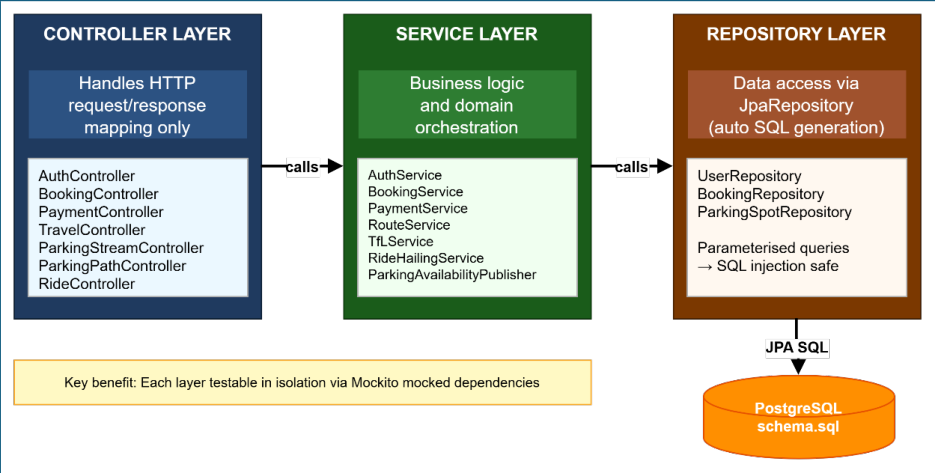 CONTROLLER LAYER
Handles HTTP
request/response
mapping only
AuthController
BookingController
PaymentController
TravelController
ParkingStreamController
ParkingPathController
RideController
calls
SERVICE LAYER
Business logic
and domain
orchestration
AuthService
BookingService
PaymentService
RouteService
TfLService
RideHailingService
ParkingAvailabilityPublisher
calls
REPOSITORY LAYER
Data access via
JpaRepository
(auto SQL generation)
UserRepository
BookingRepository
ParkingSpotRepository
Parameterised queries
→ SQL injection safe
JPA SQL
PostgreSQL
schema.sql
Key benefit: Each layer testable in isolation via Mockito mocked dependencies